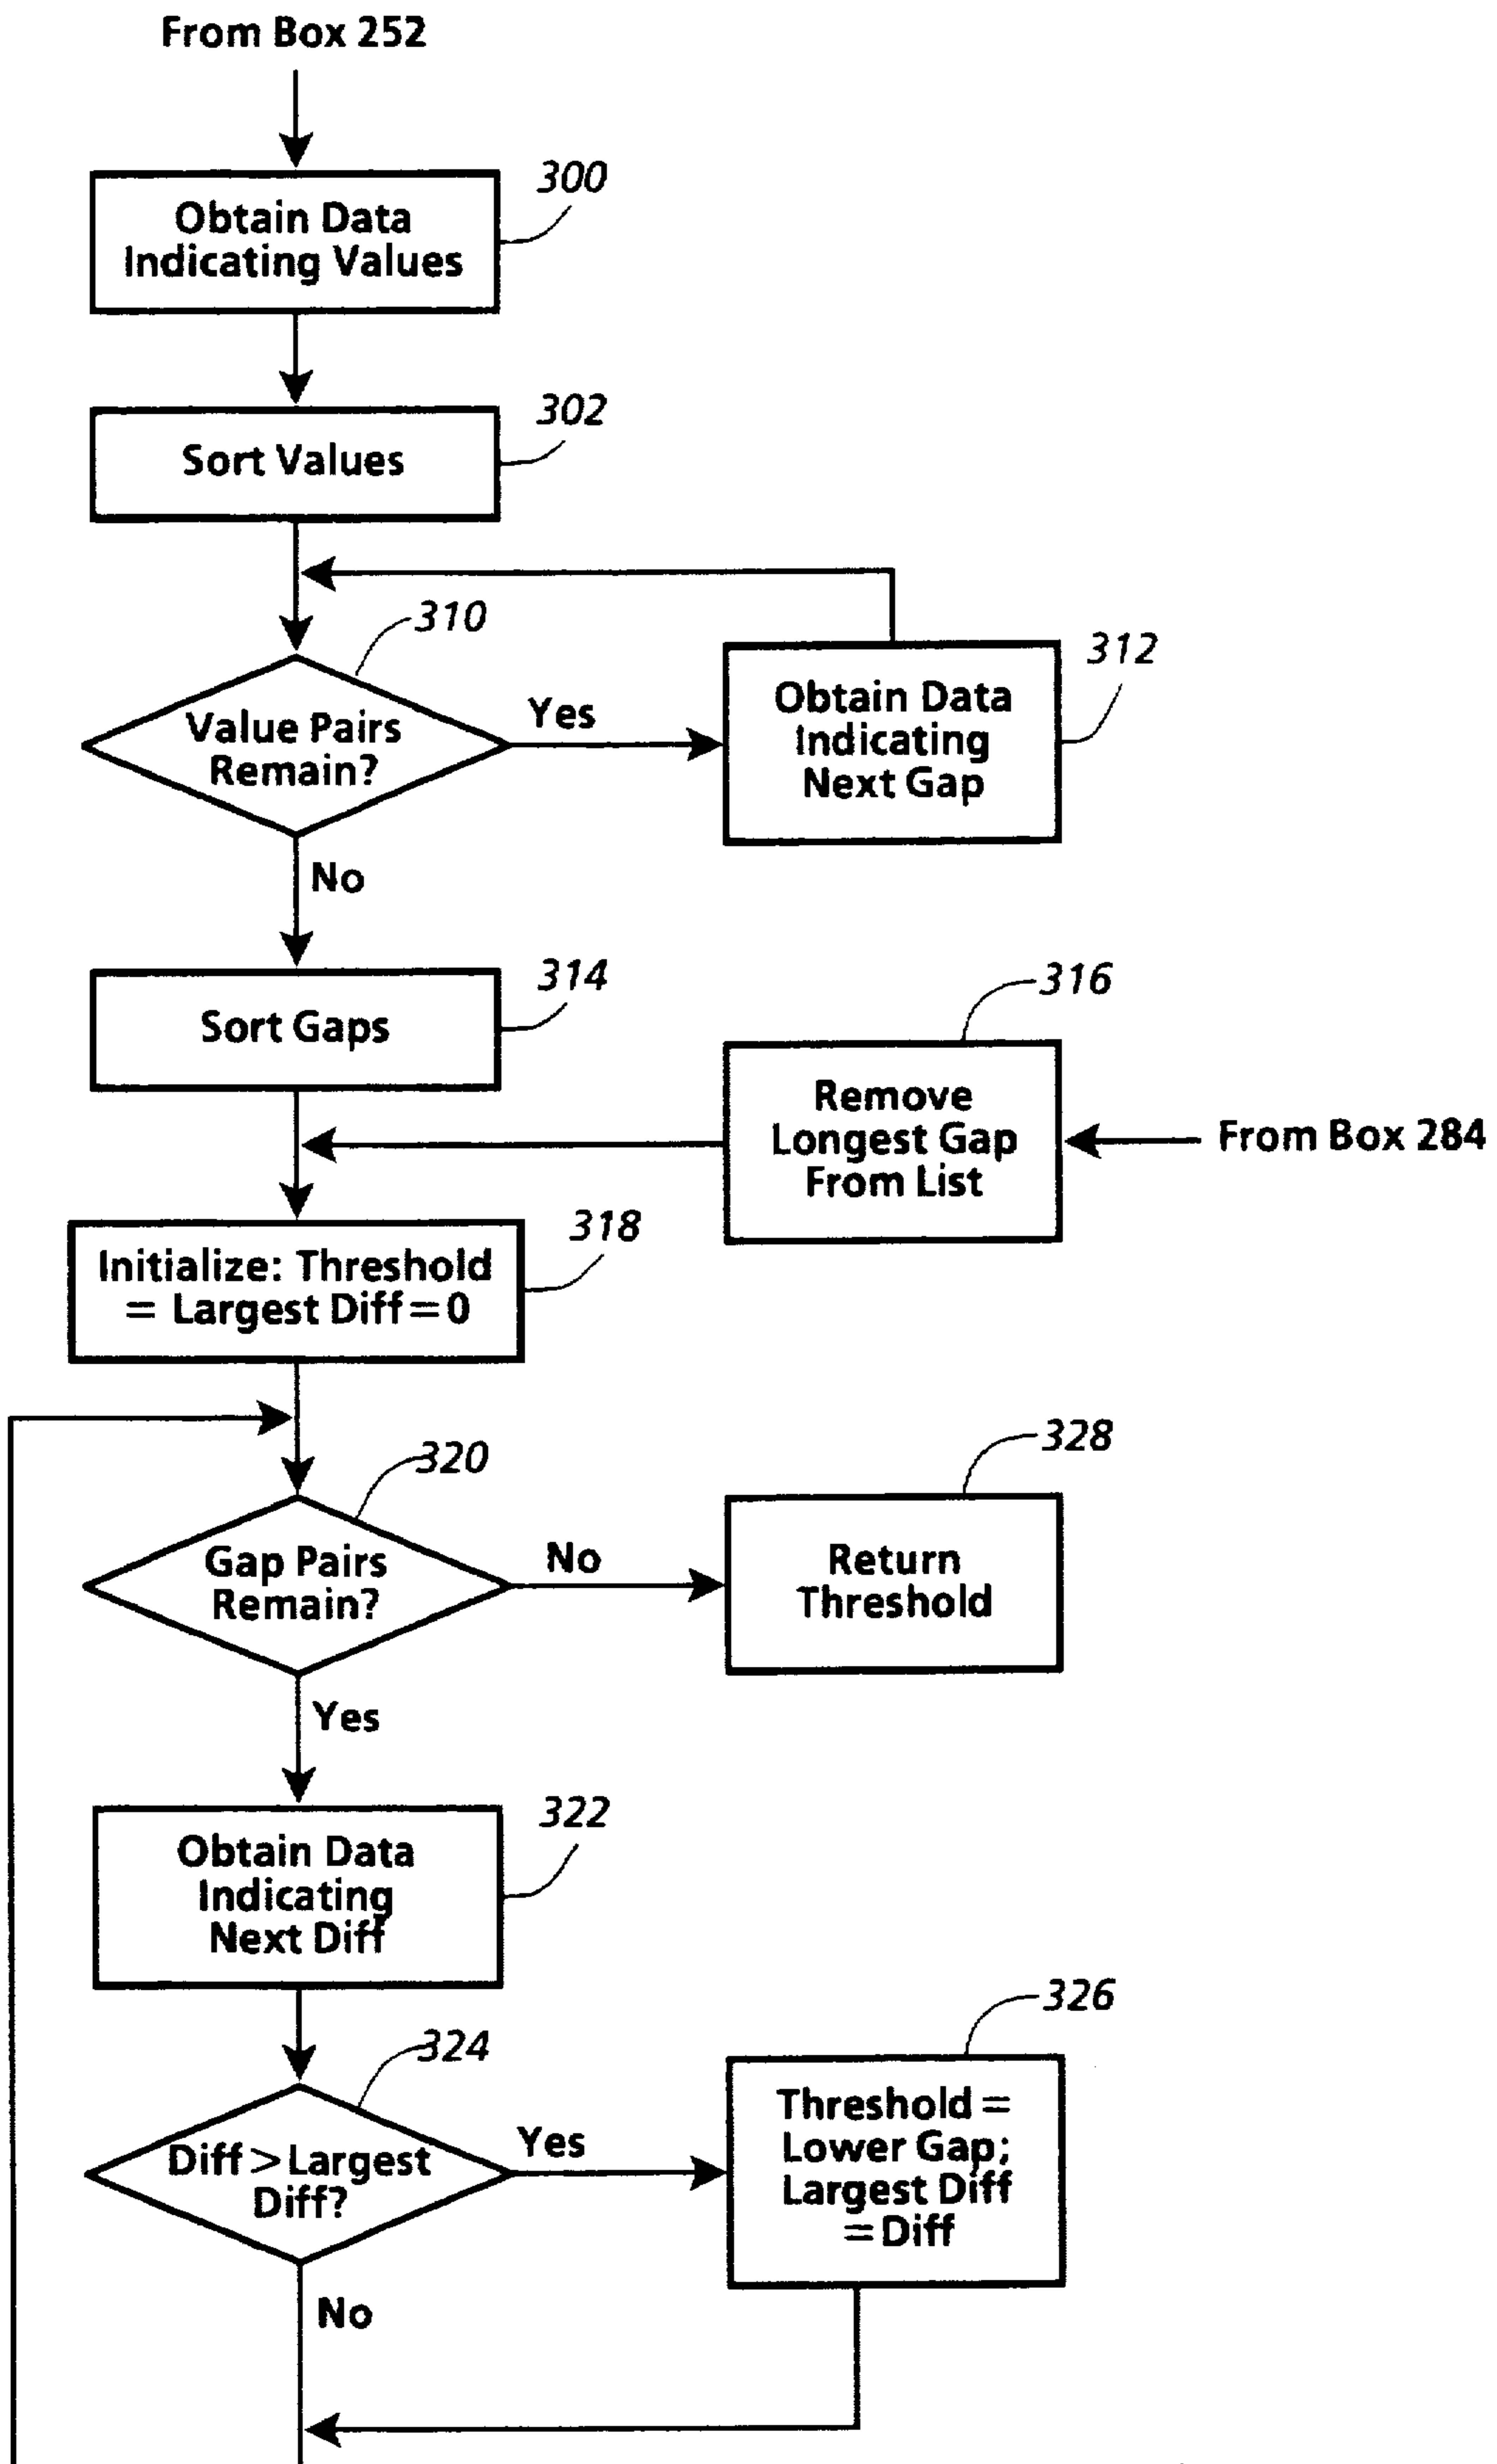 From Box 252
300
Obtain Data
Indicating Values
302
Sort Values
310
Value Pairs
Remain?
Yes
312
Obtain Data
Indicating
Next Gap
No
314
Sort Gaps
316
Remove
Longest Gap
From List
From Box 284
318
Initialize: Threshold
= Largest Diff = 0
320
Gap Pairs
Remain?
No
328
Return
Threshold
Yes
322
Obtain Data
Indicating
Next Diff
324
Diff > Largest
Diff?
Yes
326
Threshold =
Lower Gap;
Largest Diff
= Diff
No